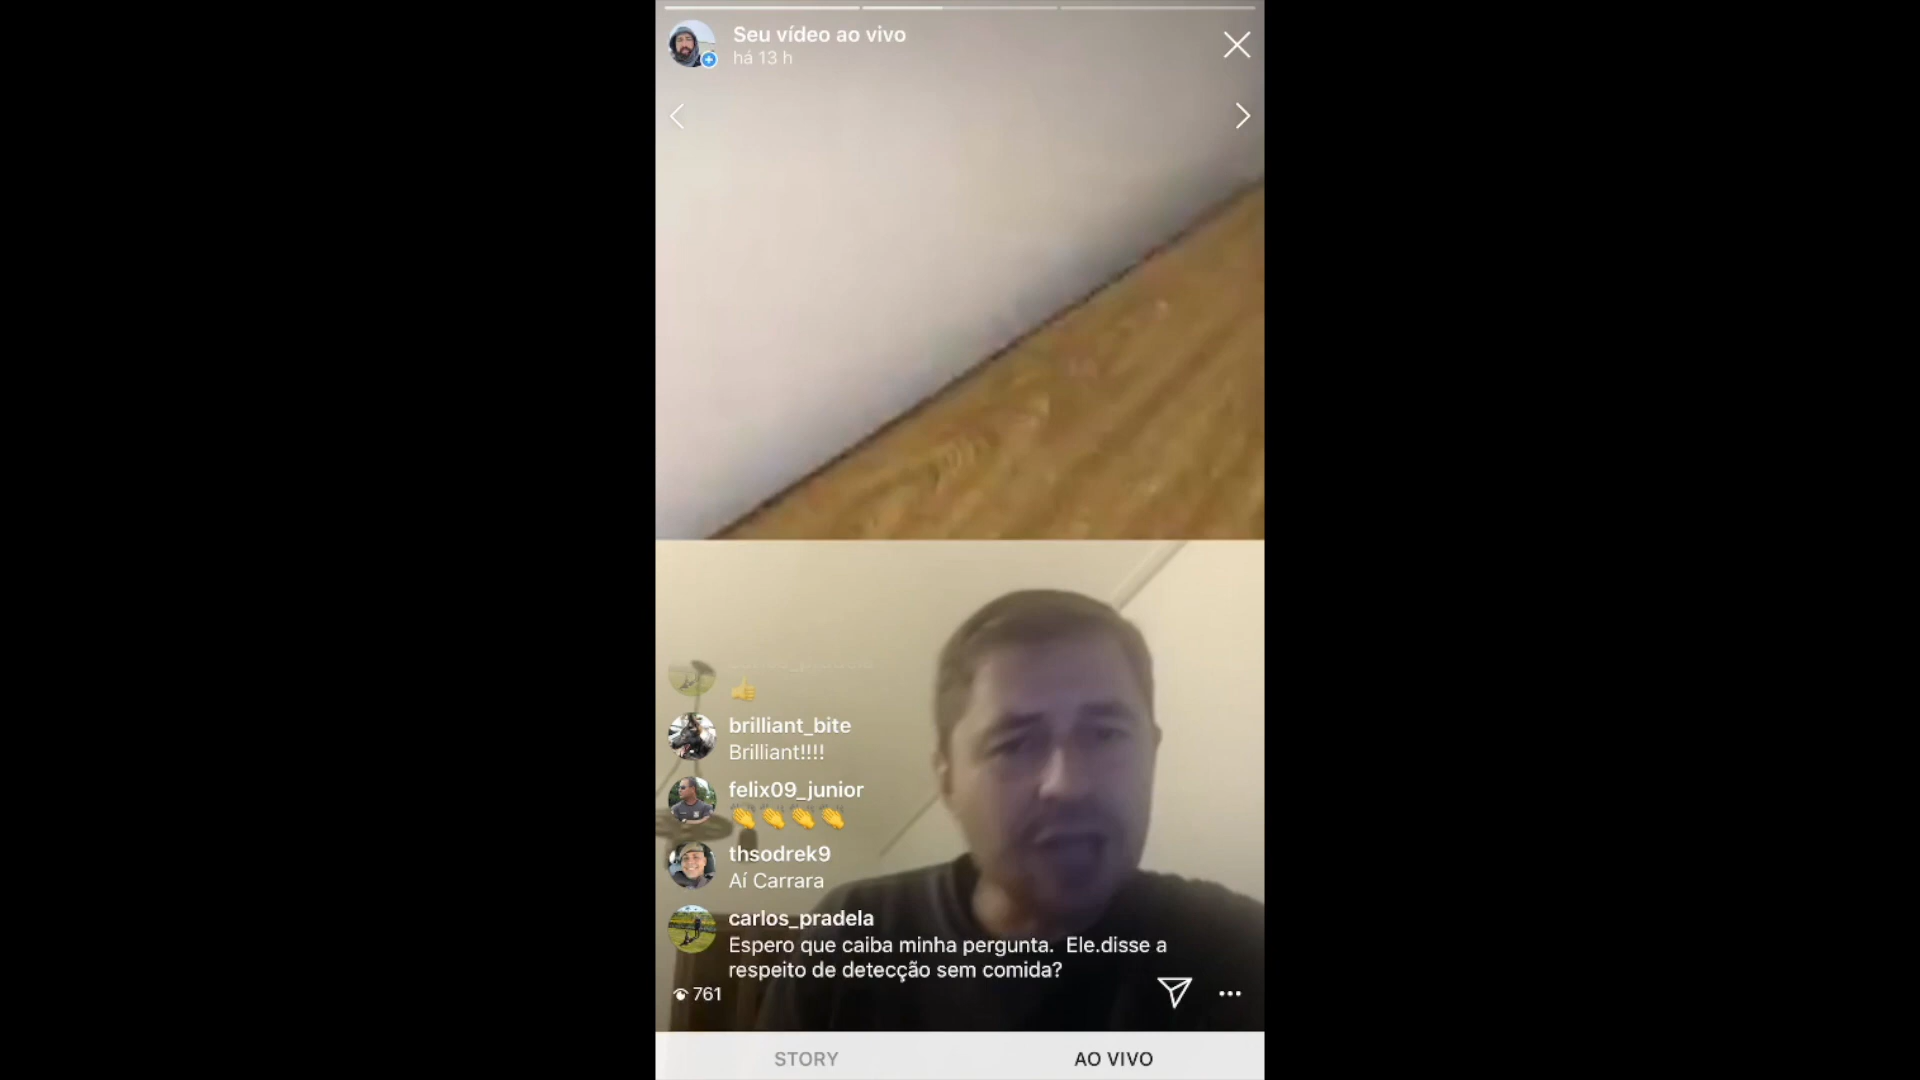 Seu vídeo ao vivo
há 13 h
👍
brilliant_bite
Brilliant!!!!
felix09_junior
👏👏👏👏
thsodrek9
Aí Carrara
carlos_pradela
Espero que caiba minha pergunta. Ele.disse a
respeito de detecção sem comida?
761
STORY
AO VIVO